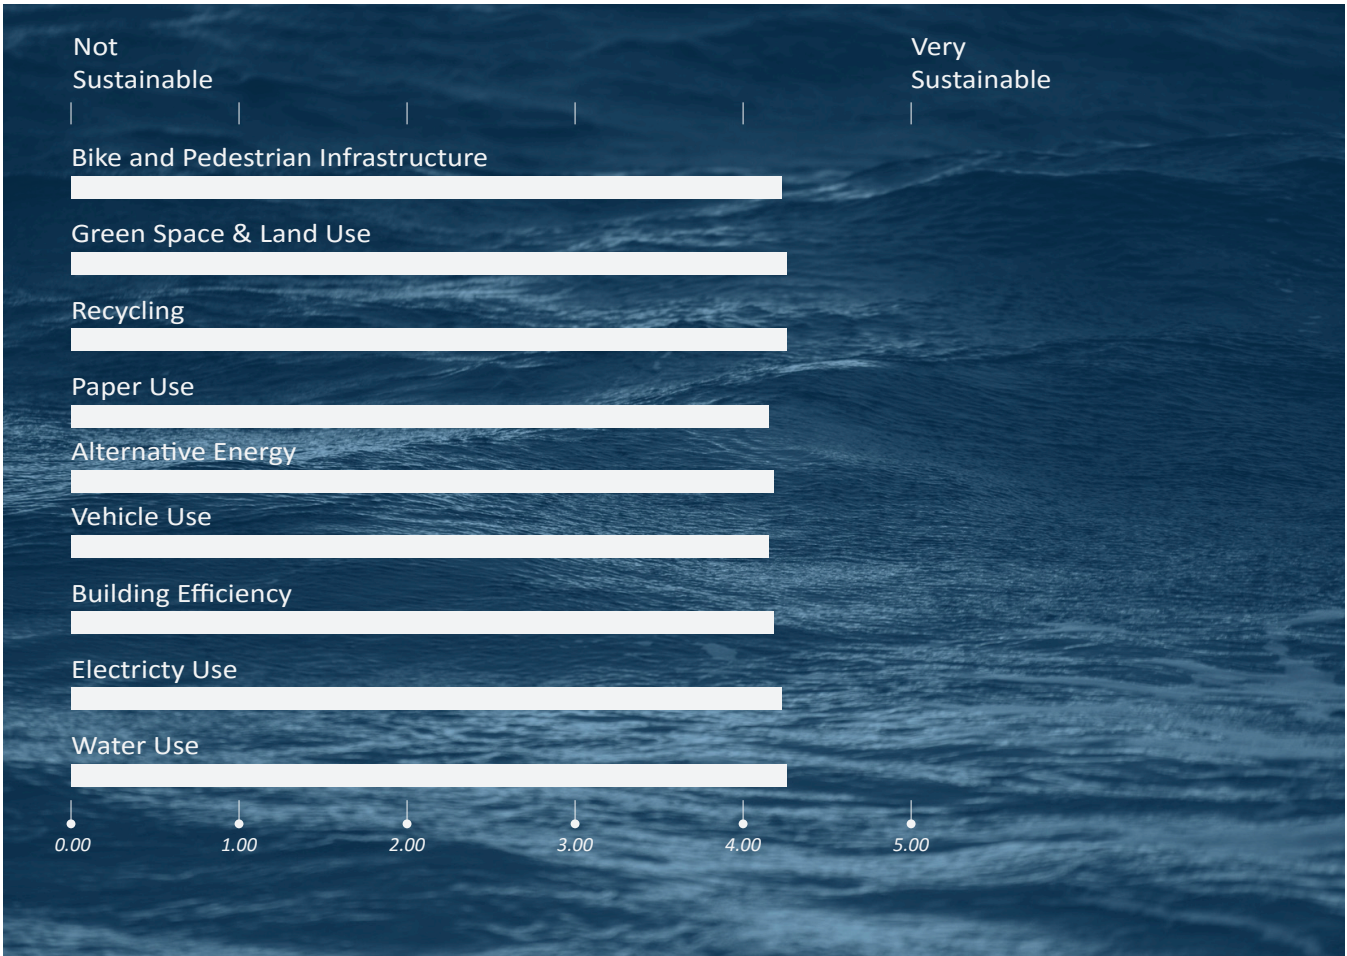 Not
Sustainable
Very
Sustainable
Bike and Pedestrian Infrastructure
Green Space & Land Use
Recycling
Paper Use
Alternative Energy
Vehicle Use
Building Efficiency
Electricty Use
Water Use
0.00 1.00 2.00 3.00 4.00 5.00